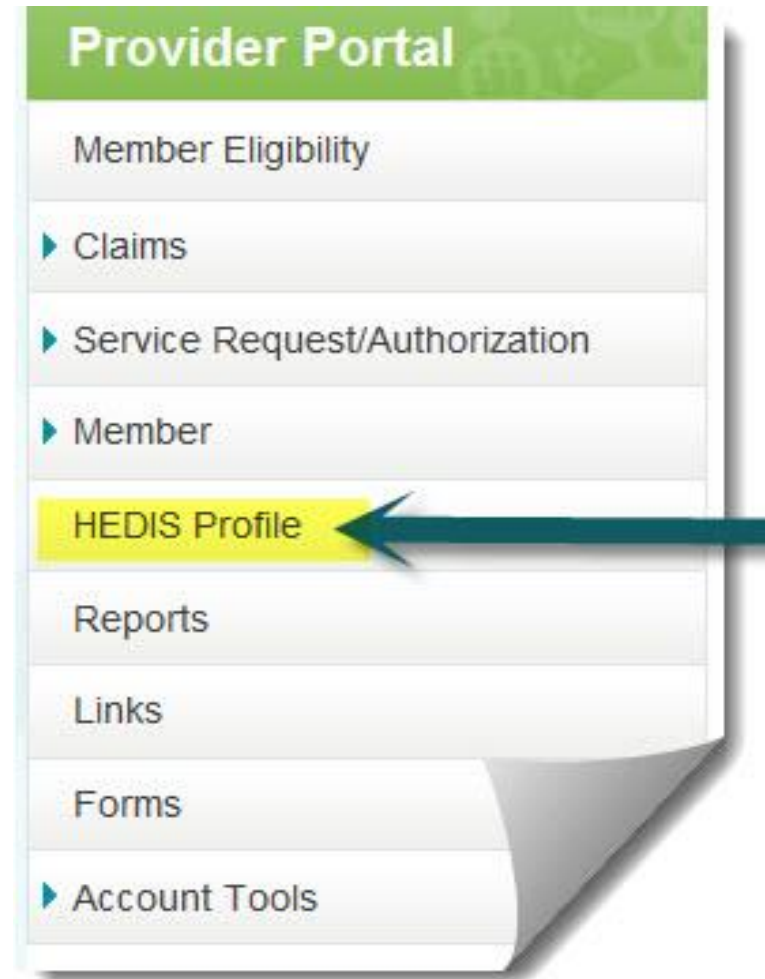 Provider Portal
Member Eligibility
Claims
Service Request/Authorization
Member
HEDIS Profile
Reports
Links
Forms
Account Tools